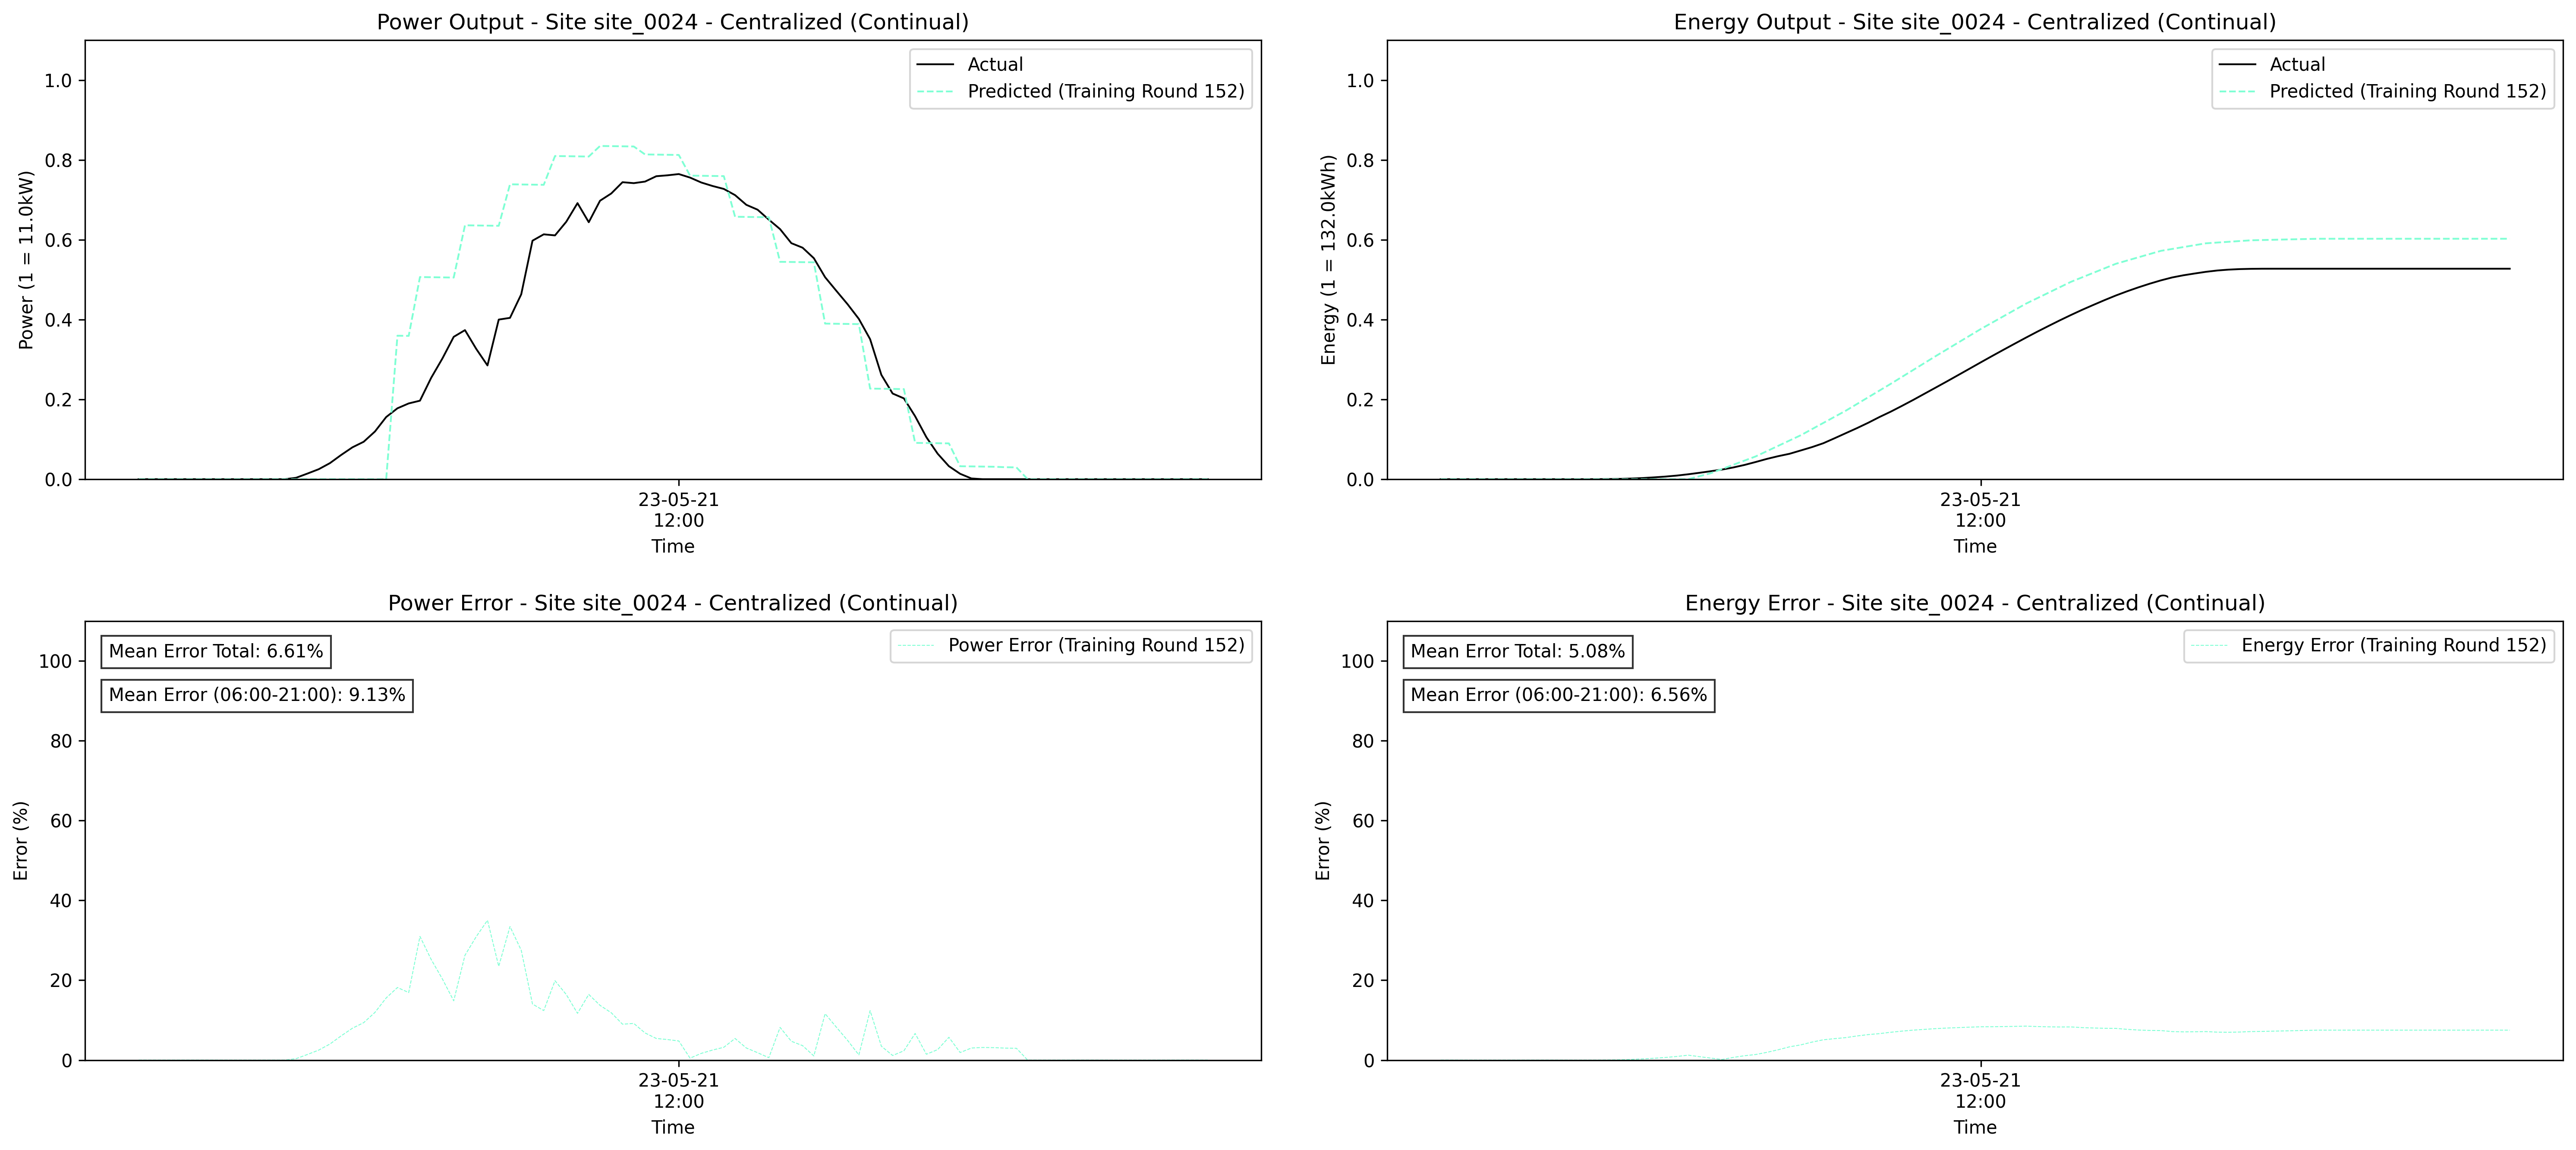 Power Output - Site site_0024 - Centralized (Continual)
Power (1 = 11.0kW)
1.0
0.8
0.6
0.4
0.2
0.0
Actual
Predicted (Training Round 152)
23-05-21
12:00
Time
Energy Output - Site site_0024 - Centralized (Continual)
Energy (1 = 132.0kWh)
1.0
0.8
0.6
0.4
0.2
0.0
Actual
Predicted (Training Round 152)
23-05-21
12:00
Time
Power Error - Site site_0024 - Centralized (Continual)
Error (%)
100
80
60
40
20
0
Mean Error Total: 6.61%
Mean Error (06:00-21:00): 9.13%
Power Error (Training Round 152)
23-05-21
12:00
Time
Energy Error - Site site_0024 - Centralized (Continual)
Error (%)
100
80
60
40
20
0
Mean Error Total: 5.08%
Mean Error (06:00-21:00): 6.56%
Energy Error (Training Round 152)
23-05-21
12:00
Time